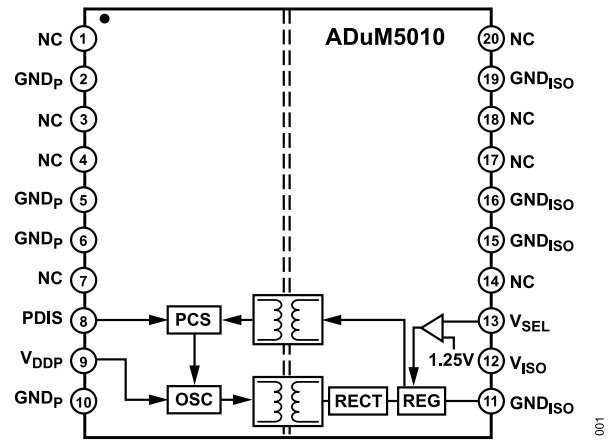 ADuM5010
NC 1
GNDP 2
NC 3
NC 4
GNDP 5
GNDP 6
NC 7
PDIS 8
VDDP 9
GNDP 10
20 NC
19 GNDISO
18 NC
17 NC
16 GNDISO
15 GNDISO
14 NC
13 VSEL
12 VISO
11 GNDISO
PCS
OSC
RECT
REG
1.25V
001